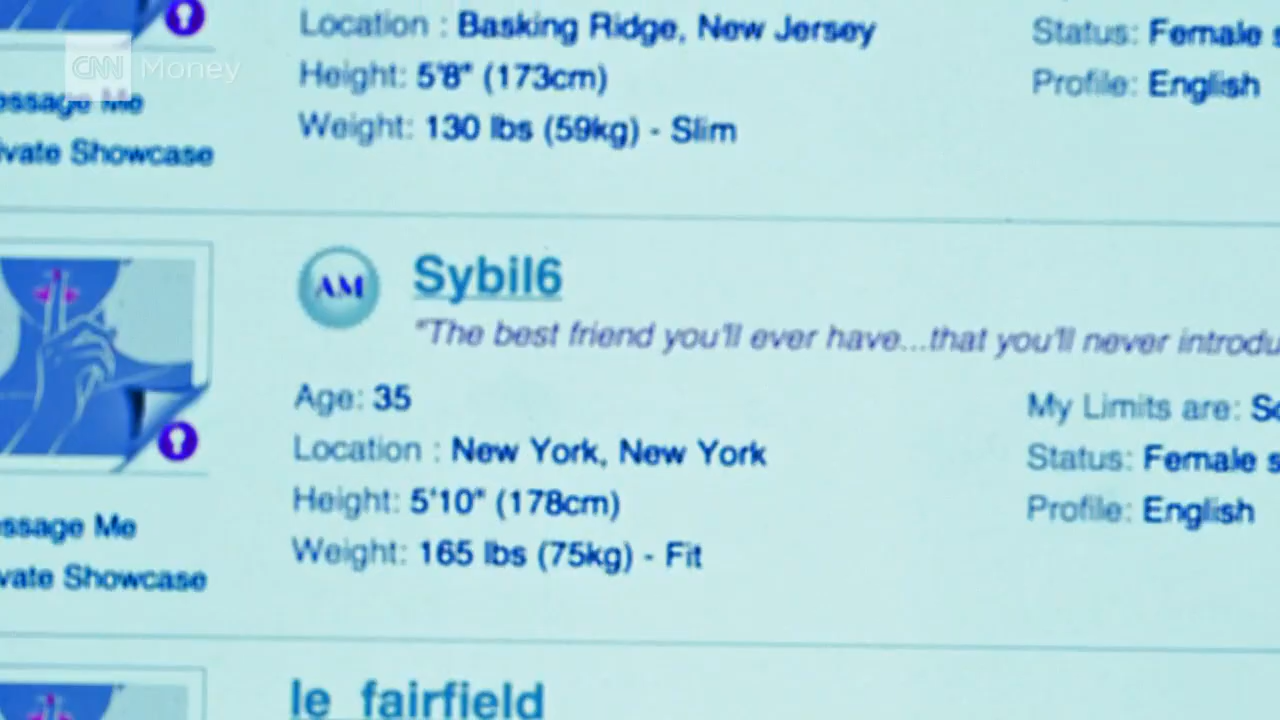 CNN Money
Location : Basking Ridge, New Jersey
Status: Female
Height: 5'8" (173cm)
Profile: English
Message Me
Weight: 130 lbs (59kg) - Slim
Private Showcase
AM
Sybil6
"The best friend you'll ever have...that you'll never
Age: 35
My Limits are:
Location : New York, New York
Status: Female
Height: 5'10" (178cm)
Profile: English
ssage Me
Weight: 165 lbs (75kg) - Fit
vate Showcase
le_fairfield